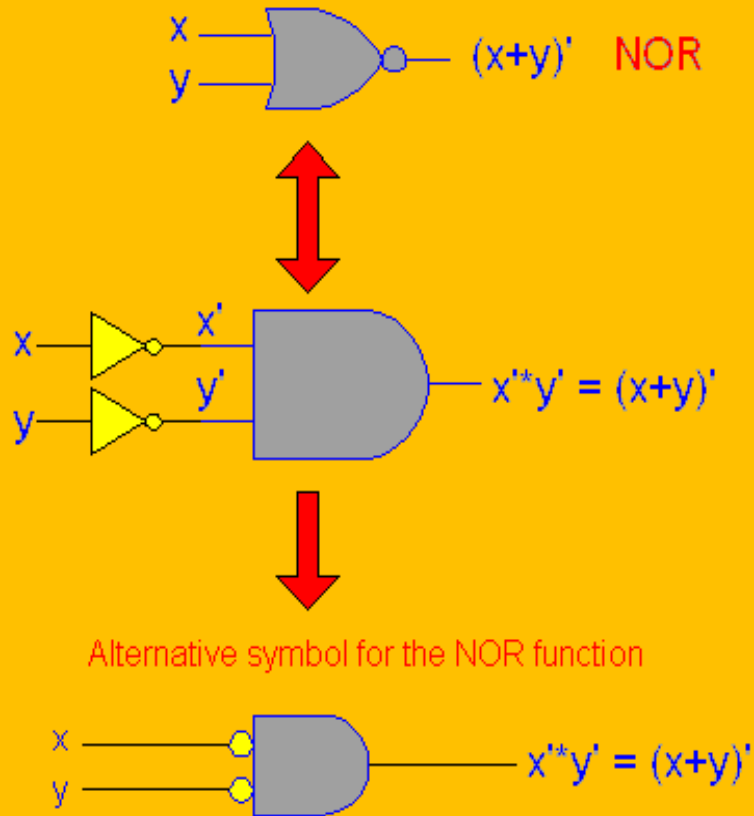 x
(x+y)' NOR
y
x'
x
y'
x'*y' = (x+y)'
y
Alternative symbol for the NOR function
x
x'*y' = (x+y)'
y